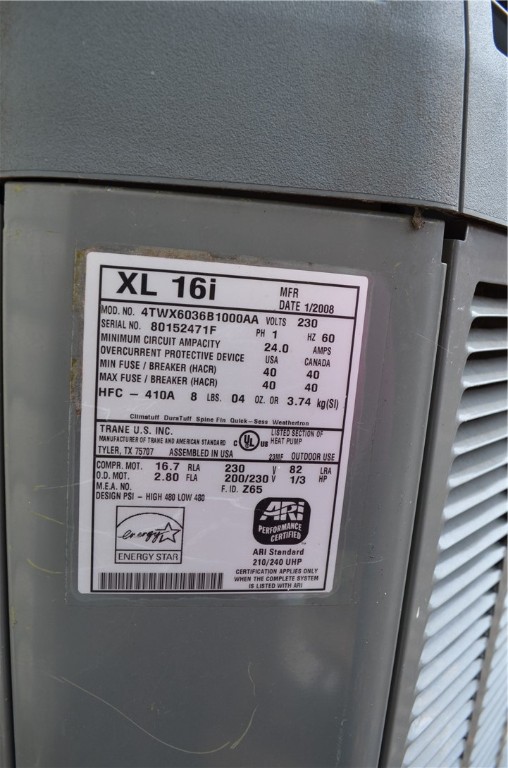 XL 16i
MFR
DATE 1/2008
MOD. NO. 4TWX6036B1000AA VOLTS 230
SERIAL NO. 80152471F PH 1 HZ 60
MINIMUM CIRCUIT AMPACITY 24.0 AMPS
OVERCURRENT PROTECTIVE DEVICE USA CANADA
MIN FUSE / BREAKER (HACR) 40 40
MAX FUSE / BREAKER (HACR) 40 40
HFC - 410A 8 LBS. 04 OZ. OR 3.74 kg(SI)
Climatuff DuraTuff Spine Fin Quick-Sess Weathertron
TRANE U.S. INC.
MANUFACTURER OF TRANE AND AMERICAN STANDARD
TYLER, TX 75707 ASSEMBLED IN USA
C UL US
LISTED SECTION OF
HEAT PUMP
23MF OUTDOOR USE
COMPR. MOT. 16.7 RLA 230 V 82 LRA
O.D. MOT. 2.80 FLA 200/230 V 1/3 HP
M.E.A. NO. F. ID. Z65
DESIGN PSI - HIGH 480 LOW 480
energy
ENERGY STAR
ARI
PERFORMANCE
CERTIFIED
TM
ARI Standard
210/240 UHP
CERTIFICATION APPLIES ONLY
WHEN THE COMPLETE SYSTEM
IS LISTED WITH ARI